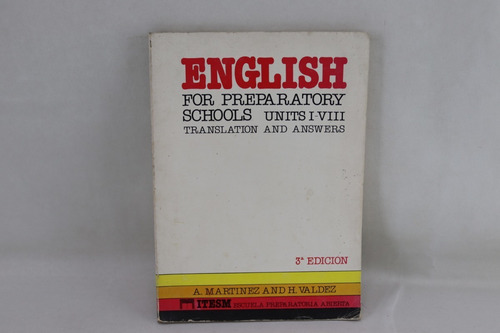 ENGLISH
FOR PREPARATORY
SCHOOLS UNITS I-VIII
TRANSLATION AND ANSWERS
3ª EDICION
A. MARTINEZ AND H. VALDEZ
ITESM ESCUELA PREPARATORIA ABIERTA